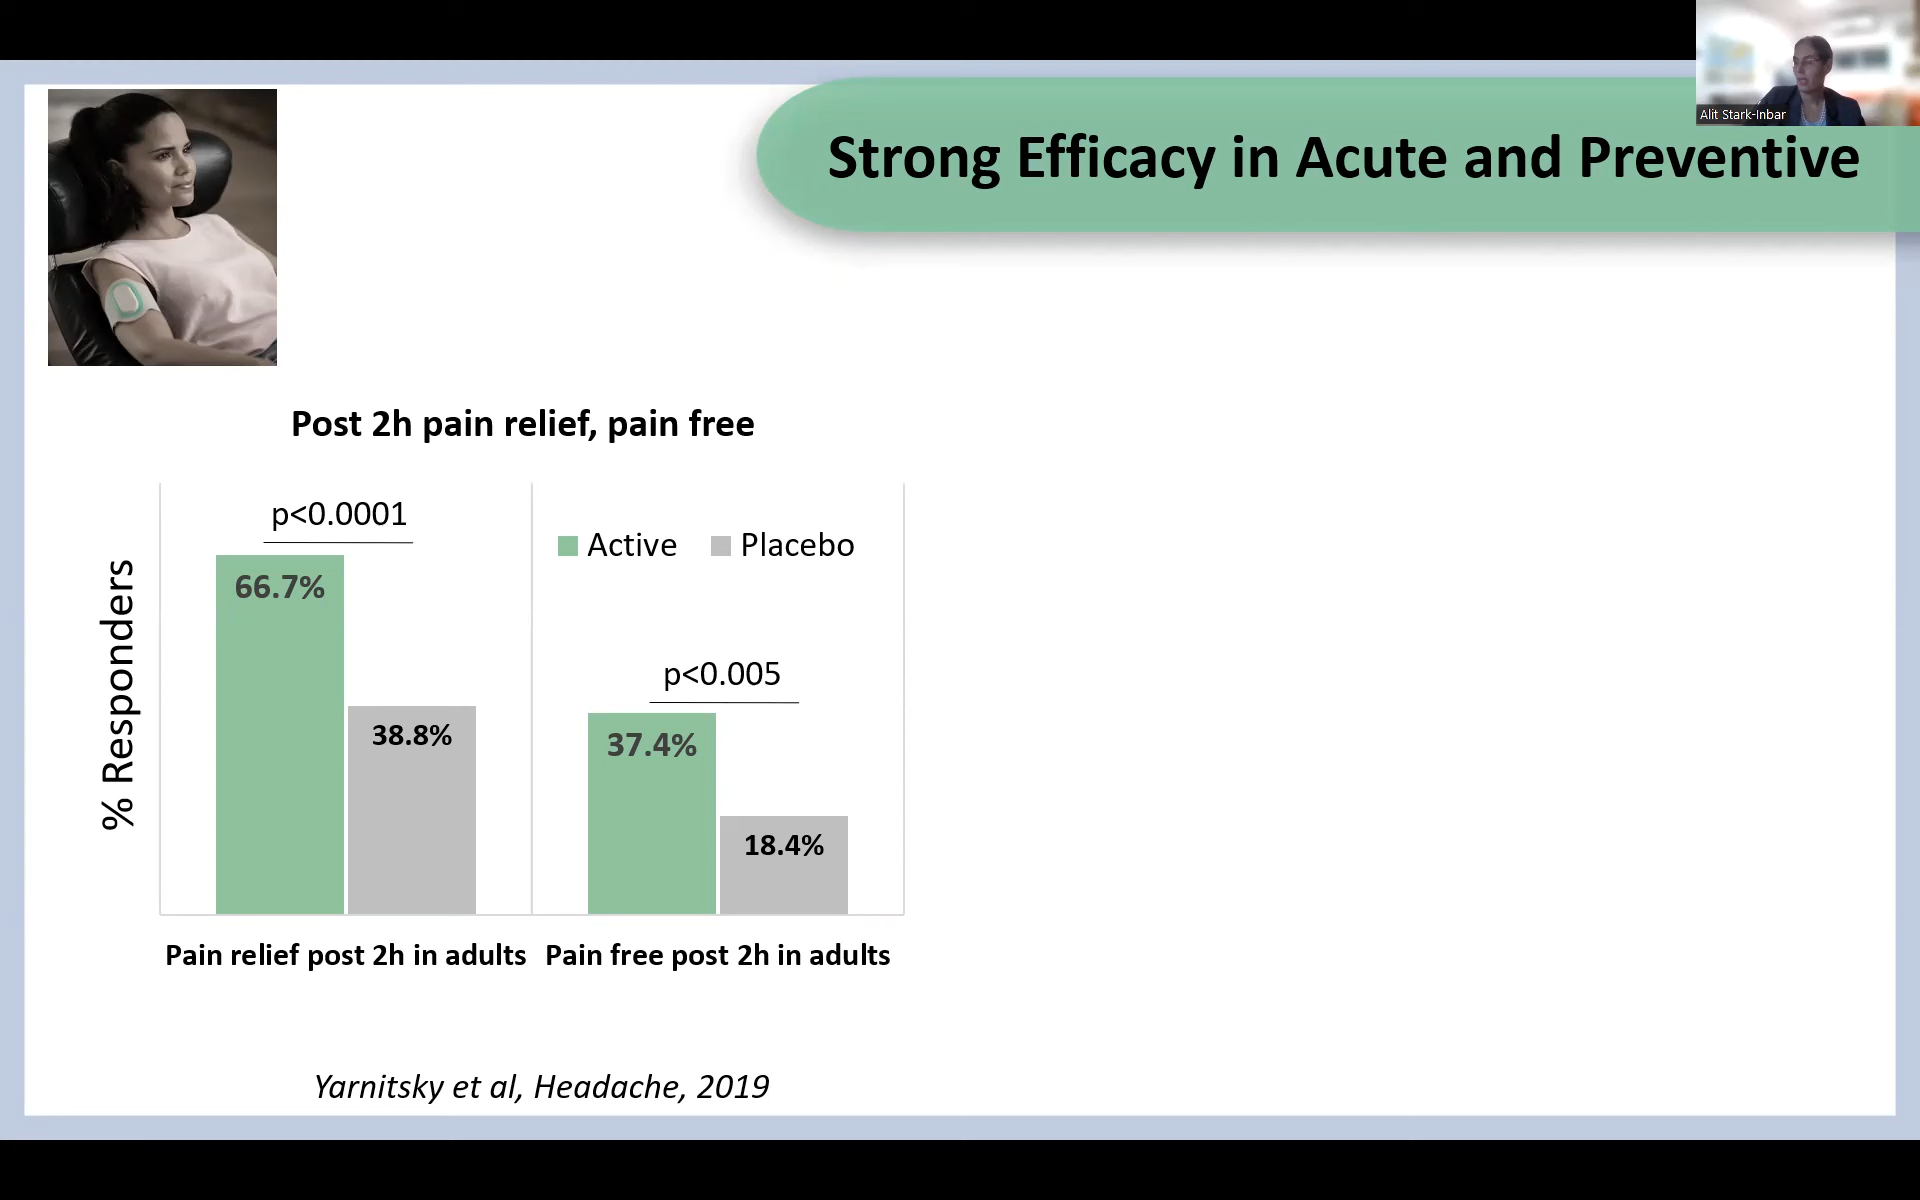 Alit Stark-Inbar
Strong Efficacy in Acute and Preventive
Post 2h pain relief, pain free
p<0.0001
Active
Placebo
66.7%
p<0.005
38.8%
37.4%
18.4%
% Responders
Pain relief post 2h in adults
Pain free post 2h in adults
Yarnitsky et al, Headache, 2019